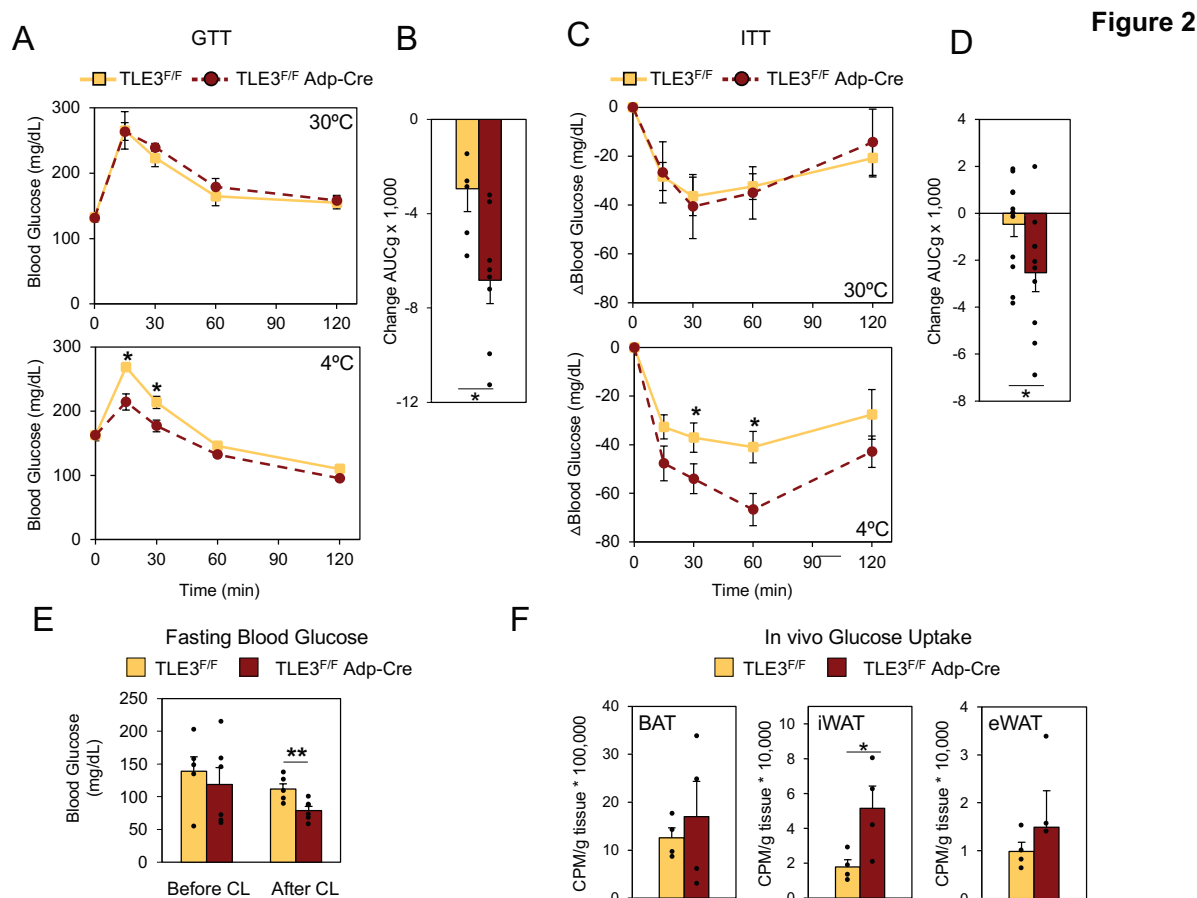 Figure 2
A
GTT
TLE3F/F TLE3F/F Adp-Cre
Blood Glucose (mg/dL)
300
200
100
0
30ºC
0 30 60 90 120
Blood Glucose (mg/dL)
300
200
100
0
4ºC
*
*
0 30 60 90 120
Time (min)
B
Change AUCg x 1,000
0
-4
-8
-12
*
C
ITT
TLE3F/F TLE3F/F Adp-Cre
ΔBlood Glucose (mg/dL)
0
-20
-40
-60
-80
30ºC
0 30 60 90 120
ΔBlood Glucose (mg/dL)
0
-20
-40
-60
-80
* *
4ºC
0 30 60 90 120
Time (min)
D
Change AUCg x 1,000
4
2
0
-2
-4
-6
-8
*
E
Fasting Blood Glucose
TLE3F/F TLE3F/F Adp-Cre
Blood Glucose
(mg/dL)
250
200
150
100
50
0
**
Before CL After CL
F
In vivo Glucose Uptake
TLE3F/F TLE3F/F Adp-Cre
CPM/g tissue * 100,000
40
30
20
10
0
BAT
CPM/g tissue * 10,000
10
8
6
4
2
0
iWAT
*
CPM/g tissue * 10,000
4
3
2
1
0
eWAT